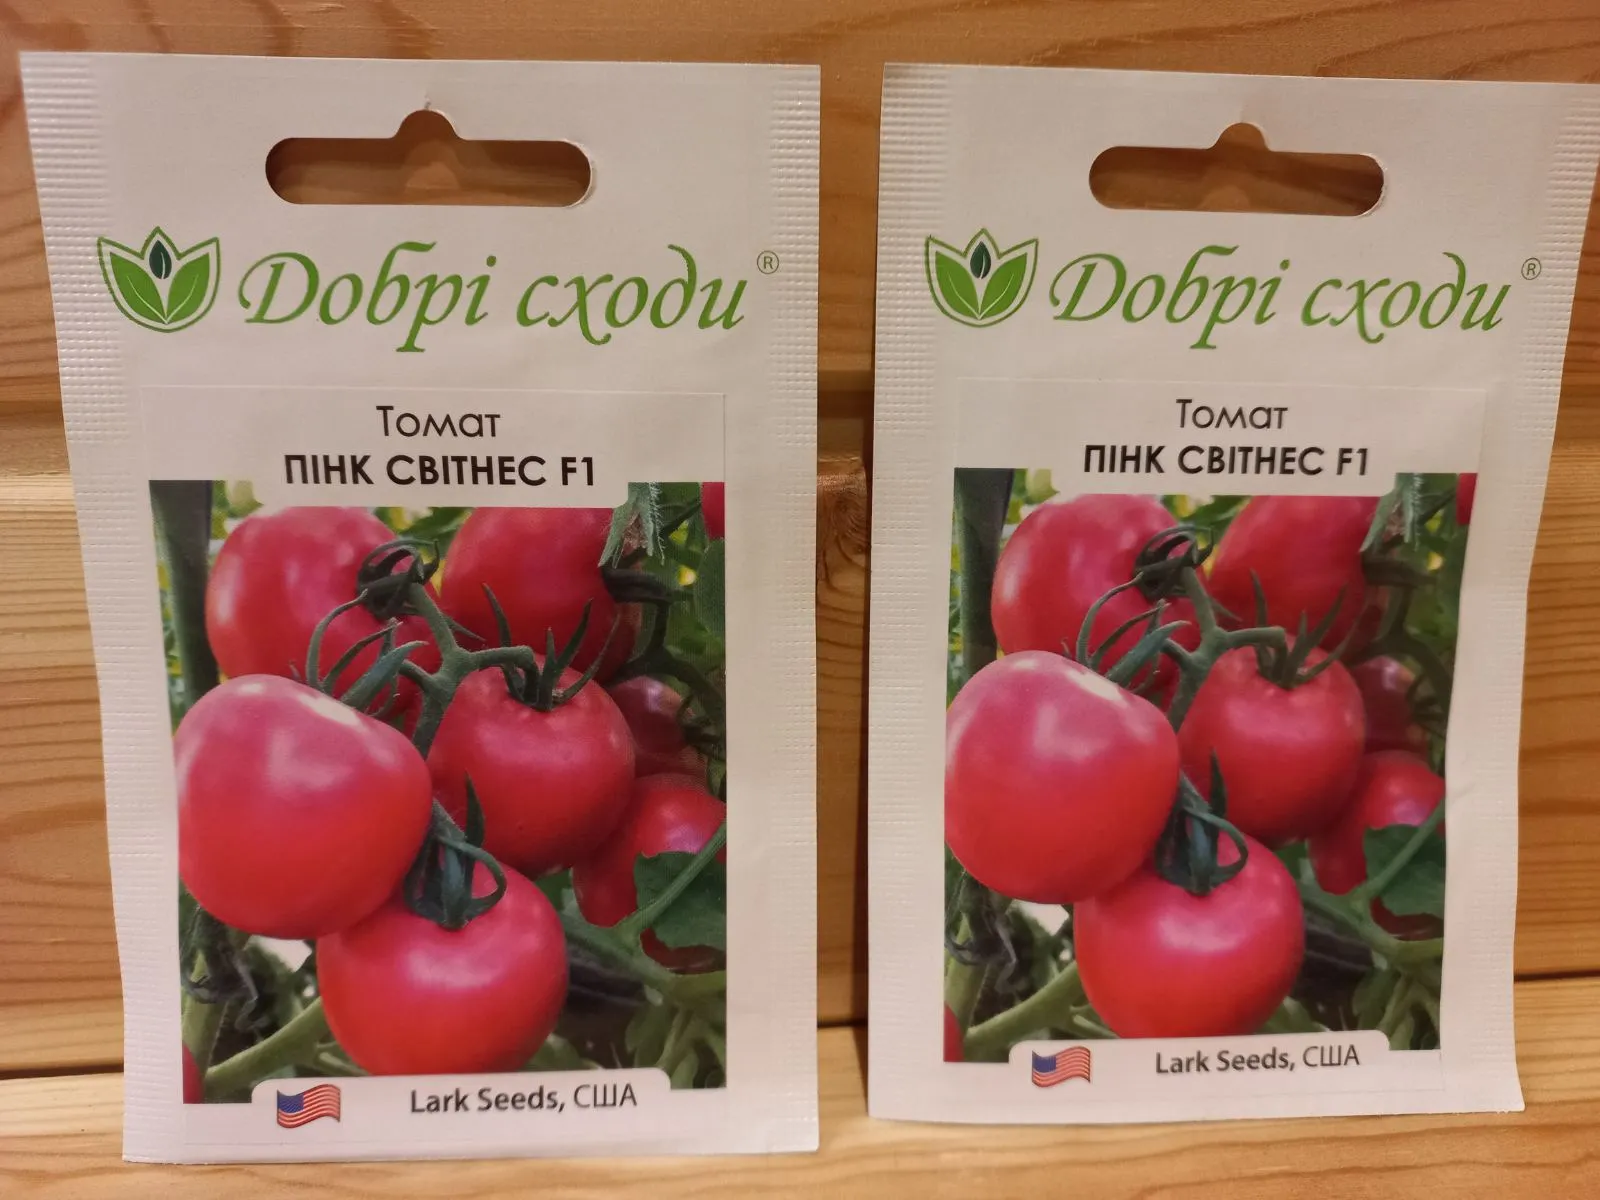 Добрі сходи ®
Томат
ПІНК СВІТНЕС F1
Lark Seeds, США
Добрі сходи ®
Томат
ПІНК СВІТНЕС F1
Lark Seeds, США